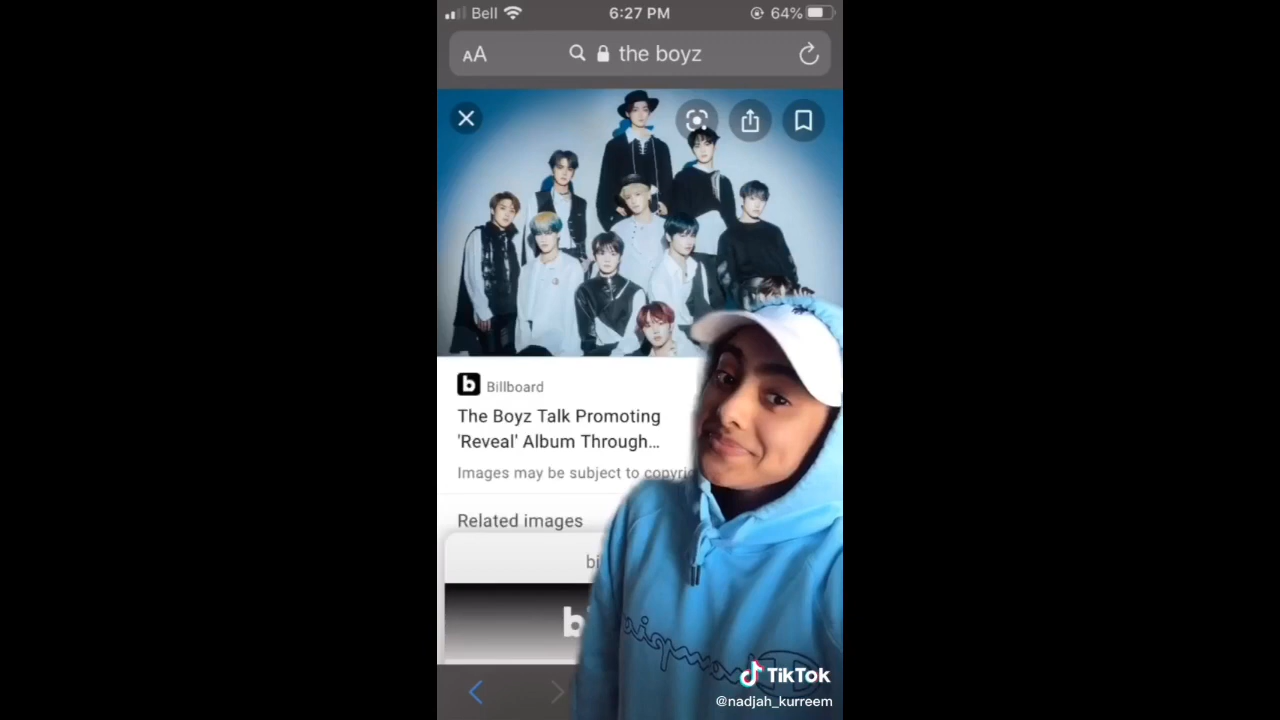 Bell 6:27 PM 64%
AA the boyz
b Billboard
The Boyz Talk Promoting
'Reveal' Album Through...
Images may be subject to
Related images
b
TikTok
@nadjah_kurreem